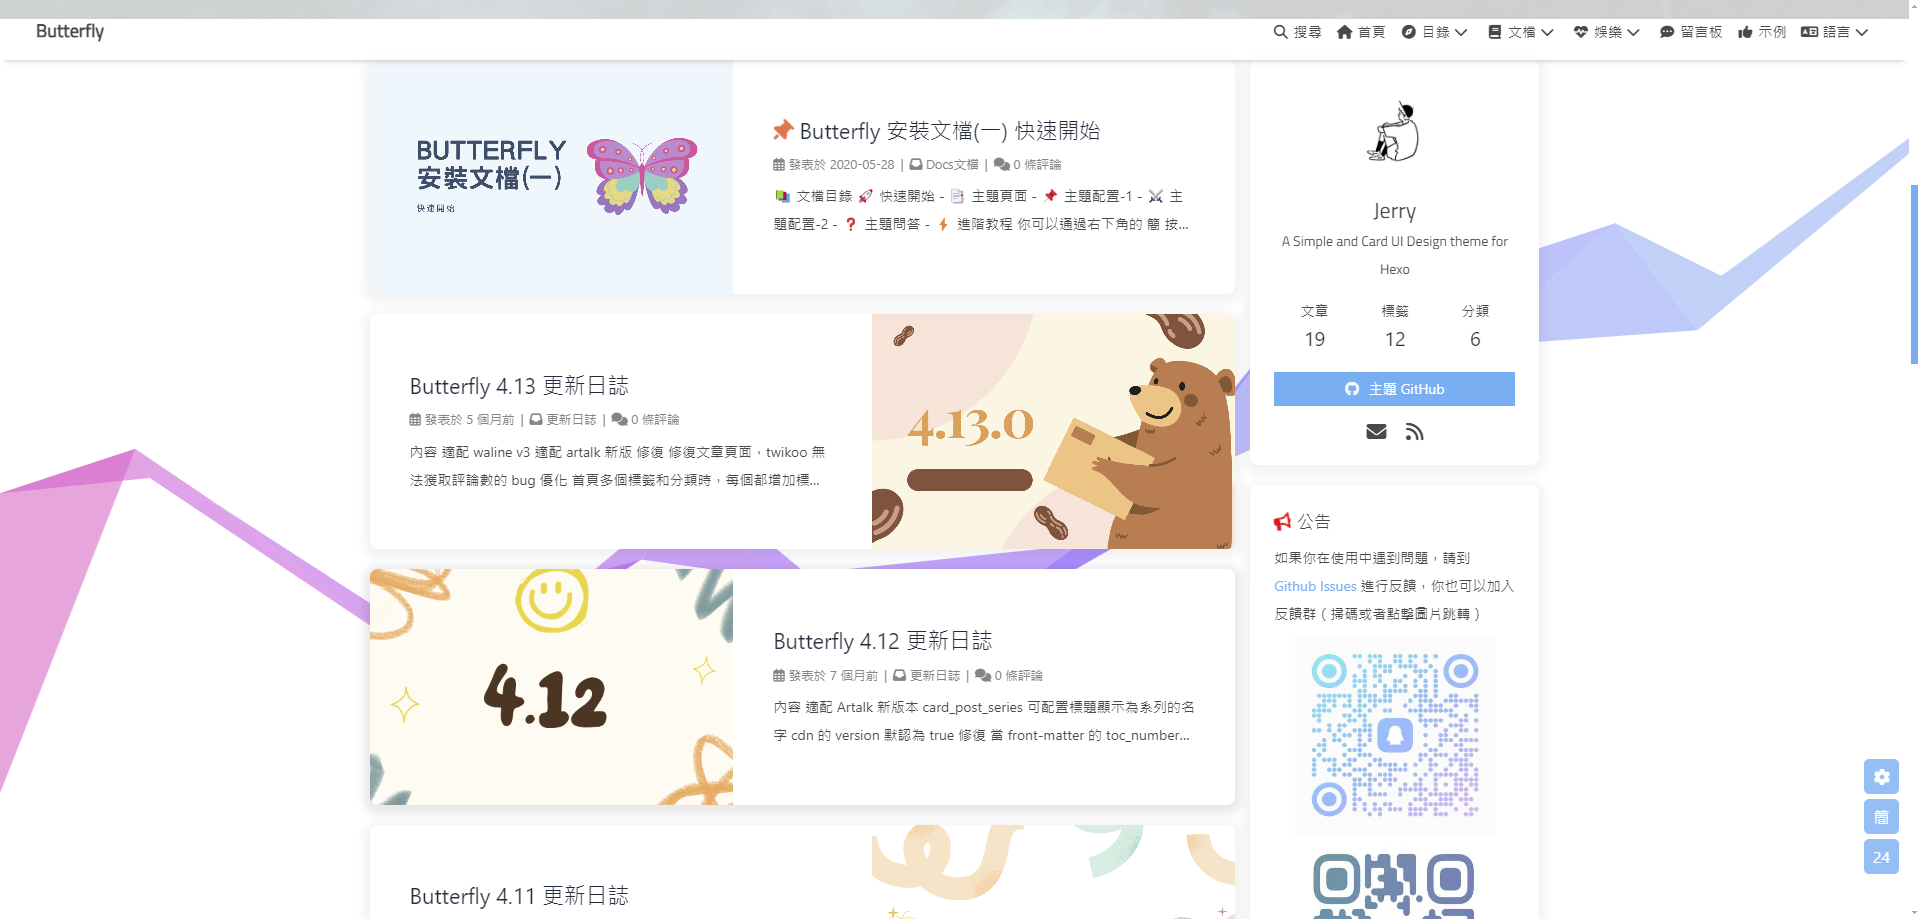 Butterfly
搜尋 首頁 目錄 文檔 娛樂 留言板 示例 語言
BUTTERFLY
安裝文檔(一)
快速開始
Butterfly 安裝文檔(一) 快速開始
發表於 2020-05-28 | Docs文檔 | 0 條評論
文檔目錄 快速開始 - 主題頁面 - 主題配置-1 - 主
題配置-2 - 主題問答 - 進階教程 你可以通過右下角的 簡 按...
Butterfly 4.13 更新日誌
發表於 5 個月前 | 更新日誌 | 0 條評論
內容 適配 waline v3 適配 artalk 新版 修復 修復文章頁面，twikoo 無
法獲取評論數的 bug 優化 首頁多個標籤和分類時，每個都增加標...
4.13.0
4.12
Butterfly 4.12 更新日誌
發表於 7 個月前 | 更新日誌 | 0 條評論
內容 適配 Artalk 新版本 card_post_series 可配置標題顯示為系列的名
字 cdn 的 version 默認為 true 修復 當 front-matter 的 toc_number...
Butterfly 4.11 更新日誌
Jerry
A Simple and Card UI Design theme for
Hexo
文章 標籤 分類
19 12 6
主題 GitHub
公告
如果你在使用中遇到問題，請到
Github Issues 進行反饋，你也可以加入
反饋群（掃碼或者點擊圖片跳轉）
簡
24